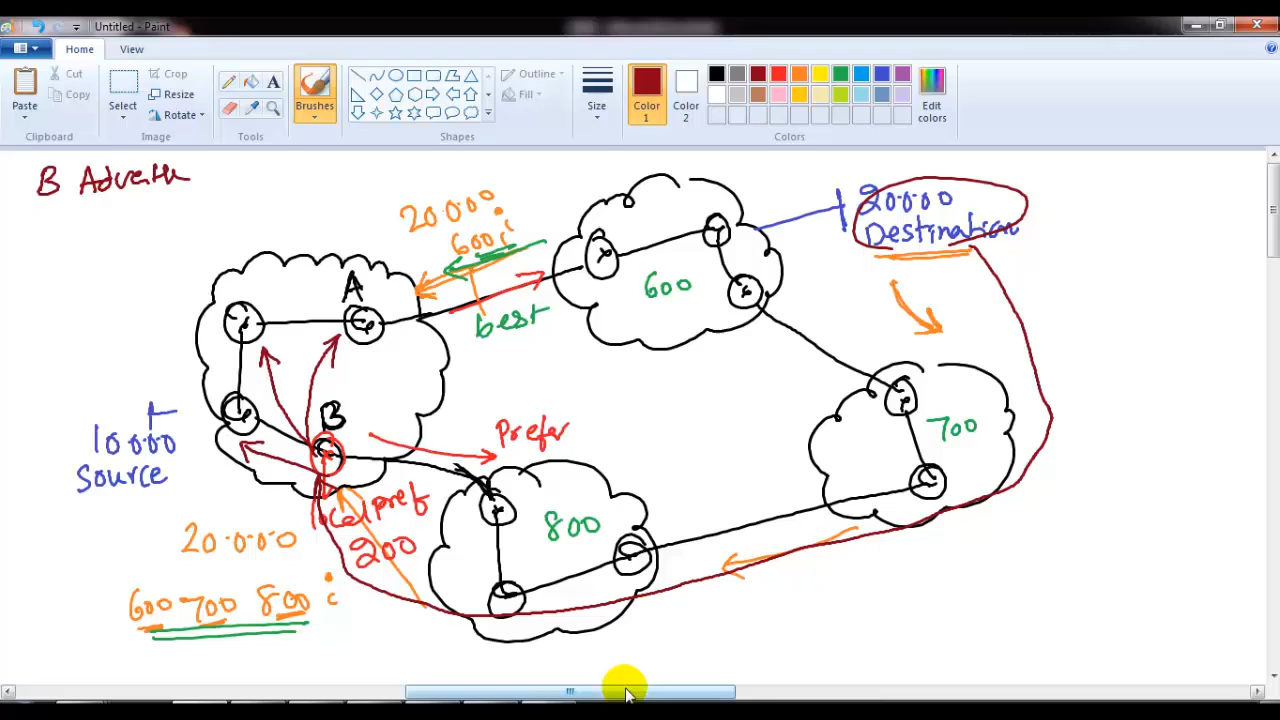 Untitled - Paint
Home
View
Paste
Cut
Copy
Clipboard
Select
Crop
Resize
Rotate
Image
Tools
Brushes
Shapes
Outline
Fill
Size
Color 1
Color 2
Edit colors
Colors
B
20.0.0.0
600 i
best
20.0.0.0
Destination
600
A
B
10.0.0.0
Source
Prefer
700
local pref
200
800
20.0.0.0
600 700 800 i